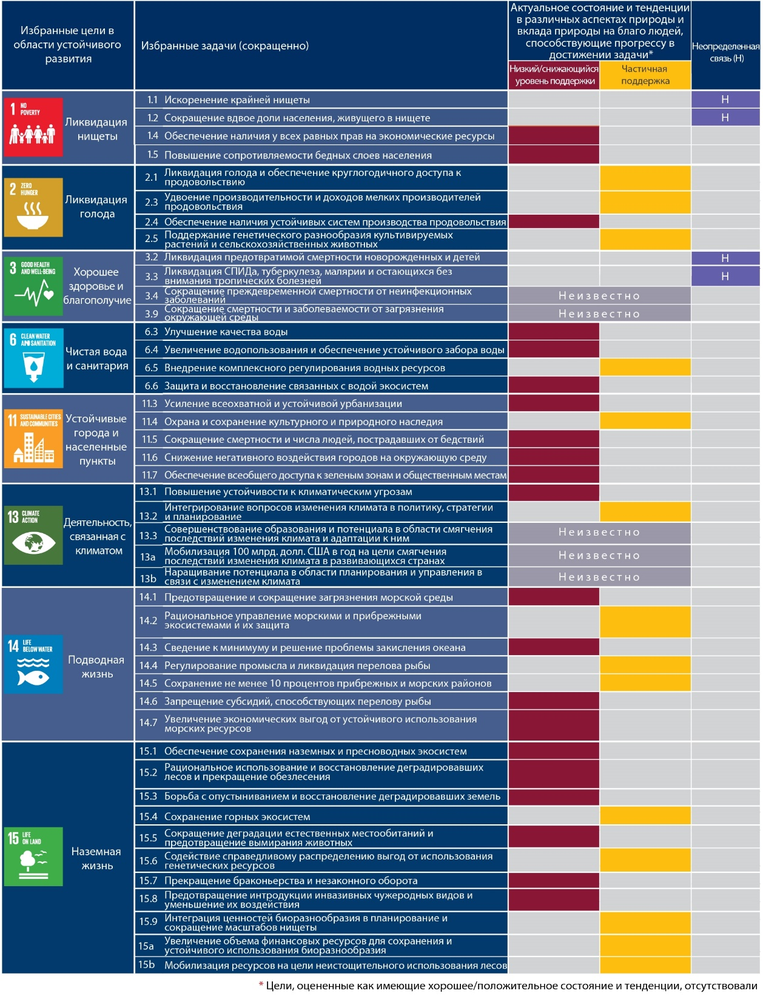 Избранные цели в
области устойчивого
развития
Избранные задачи (сокращенно)
Актуальное состояние и тенденции
в различных аспектах природы и
вклада природы на благо людей,
способствующие прогрессу в
достижении задачи*
Низкий/снижающийся
уровень поддержки
Частичная
поддержка
Неопределенная
связь (Н)
1 NO
POVERTY
Ликвидация
нищеты
1.1 Искоренение крайней нищеты
Н
1.2 Сокращение вдвое доли населения, живущего в нищете
Н
1.4 Обеспечение наличия у всех равных прав на экономические ресурсы
1.5 Повышение сопротивляемости бедных слоев населения
2 ZERO
HUNGER
Ликвидация
голода
2.1 Ликвидация голода и обеспечение круглогодичного доступа к
продовольствию
2.3 Удвоение производительности и доходов мелких производителей
продовольствия
2.4 Обеспечение наличия устойчивых систем производства продовольствия
2.5 Поддержание генетического разнообразия культивируемых
растений и сельскохозяйственных животных
3 GOOD HEALTH
AND WELL-BEING
Хорошее
здоровье и
благополучие
3.2 Ликвидация предотвратимой смертности новорожденных и детей
Н
3.3 Ликвидация СПИДа, туберкулеза, малярии и остающихся без
внимания тропических болезней
Н
3.4 Сокращение преждевременной смертности от неинфекционных
заболеваний
Неизвестно
3.9 Сокращение смертности и заболеваемости от загрязнения
окружающей среды
Неизвестно
6 CLEAN WATER
AND SANITATION
Чистая вода
и санитария
6.3 Улучшение качества воды
6.4 Увеличение водопользования и обеспечение устойчивого забора воды
6.5 Внедрение комплексного регулирования водных ресурсов
6.6 Защита и восстановление связанных с водой экосистем
11 SUSTAINABLE CITIES
AND COMMUNITIES
Устойчивые
города и
населенные
пункты
11.3 Усиление всеохватной и устойчивой урбанизации
11.4 Охрана и сохранение культурного и природного наследия
11.5 Сокращение смертности и числа людей, пострадавших от бедствий
11.6 Снижение негативного воздействия городов на окружающую среду
11.7 Обеспечение всеобщего доступа к зеленым зонам и общественным местам
13 CLIMATE
ACTION
Деятельность,
связанная с
климатом
13.1 Повышение устойчивости к климатическим угрозам
13.2 Интегрирование вопросов изменения климата в политику, стратегии
и планирование
13.3 Совершенствование образования и потенциала в области смягчения
последствий изменения климата и адаптации к ним
Неизвестно
13a Мобилизация 100 млрд. долл. США в год на цели смягчения
последствий изменения климата в развивающихся странах
Неизвестно
13b Наращивание потенциала в области планирования и управления в
связи с изменением климата
Неизвестно
14 LIFE
BELOW WATER
Подводная
жизнь
14.1 Предотвращение и сокращение загрязнения морской среды
14.2 Рациональное управление морскими и прибрежными
экосистемами и их защита
14.3 Сведение к минимуму и решение проблемы закисления океана
14.4 Регулирование промысла и ликвидация перелова рыбы
14.5 Сохранение не менее 10 процентов прибрежных и морских районов
14.6 Запрещение субсидий, способствующих перелову рыбы
14.7 Увеличение экономических выгод от устойчивого использования
морских ресурсов
15 LIFE
ON LAND
Наземная
жизнь
15.1 Обеспечение сохранения наземных и пресноводных экосистем
15.2 Рациональное использование и восстановление деградировавших
лесов и прекращение обезлесения
15.3 Борьба с опустыниванием и восстановление деградировавших земель
15.4 Сохранение горных экосистем
15.5 Сокращение деградации естественных местообитаний и
предотвращение вымирания животных
15.6 Содействие справедливому распределению выгод от использования
генетических ресурсов
15.7 Прекращение браконьерства и незаконного оборота
15.8 Предотвращение интродукции инвазивных чужеродных видов и
уменьшение их воздействия
15.9 Интеграция ценностей биоразнообразия в планирование и
сокращение масштабов нищеты
15a Увеличение объема финансовых ресурсов для сохранения и
устойчивого использования биоразнообразия
15b Мобилизация ресурсов на цели неистощительного использования лесов
* Цели, оцененные как имеющие хорошее/положительное состояние и тенденции, отсутствовали